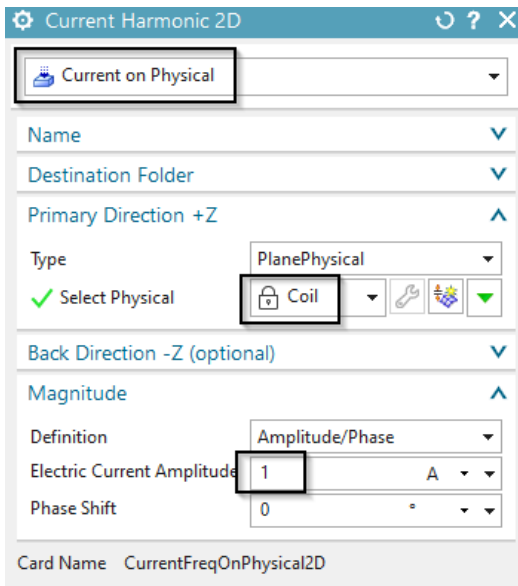 Current Harmonic 2D
Current on Physical
Name
Destination Folder
Primary Direction +Z
Type PlanePhysical
Select Physical Coil
Back Direction -Z (optional)
Magnitude
Definition Amplitude/Phase
Electric Current Amplitude 1 A
Phase Shift 0 °
Card Name CurrentFreqOnPhysical2D